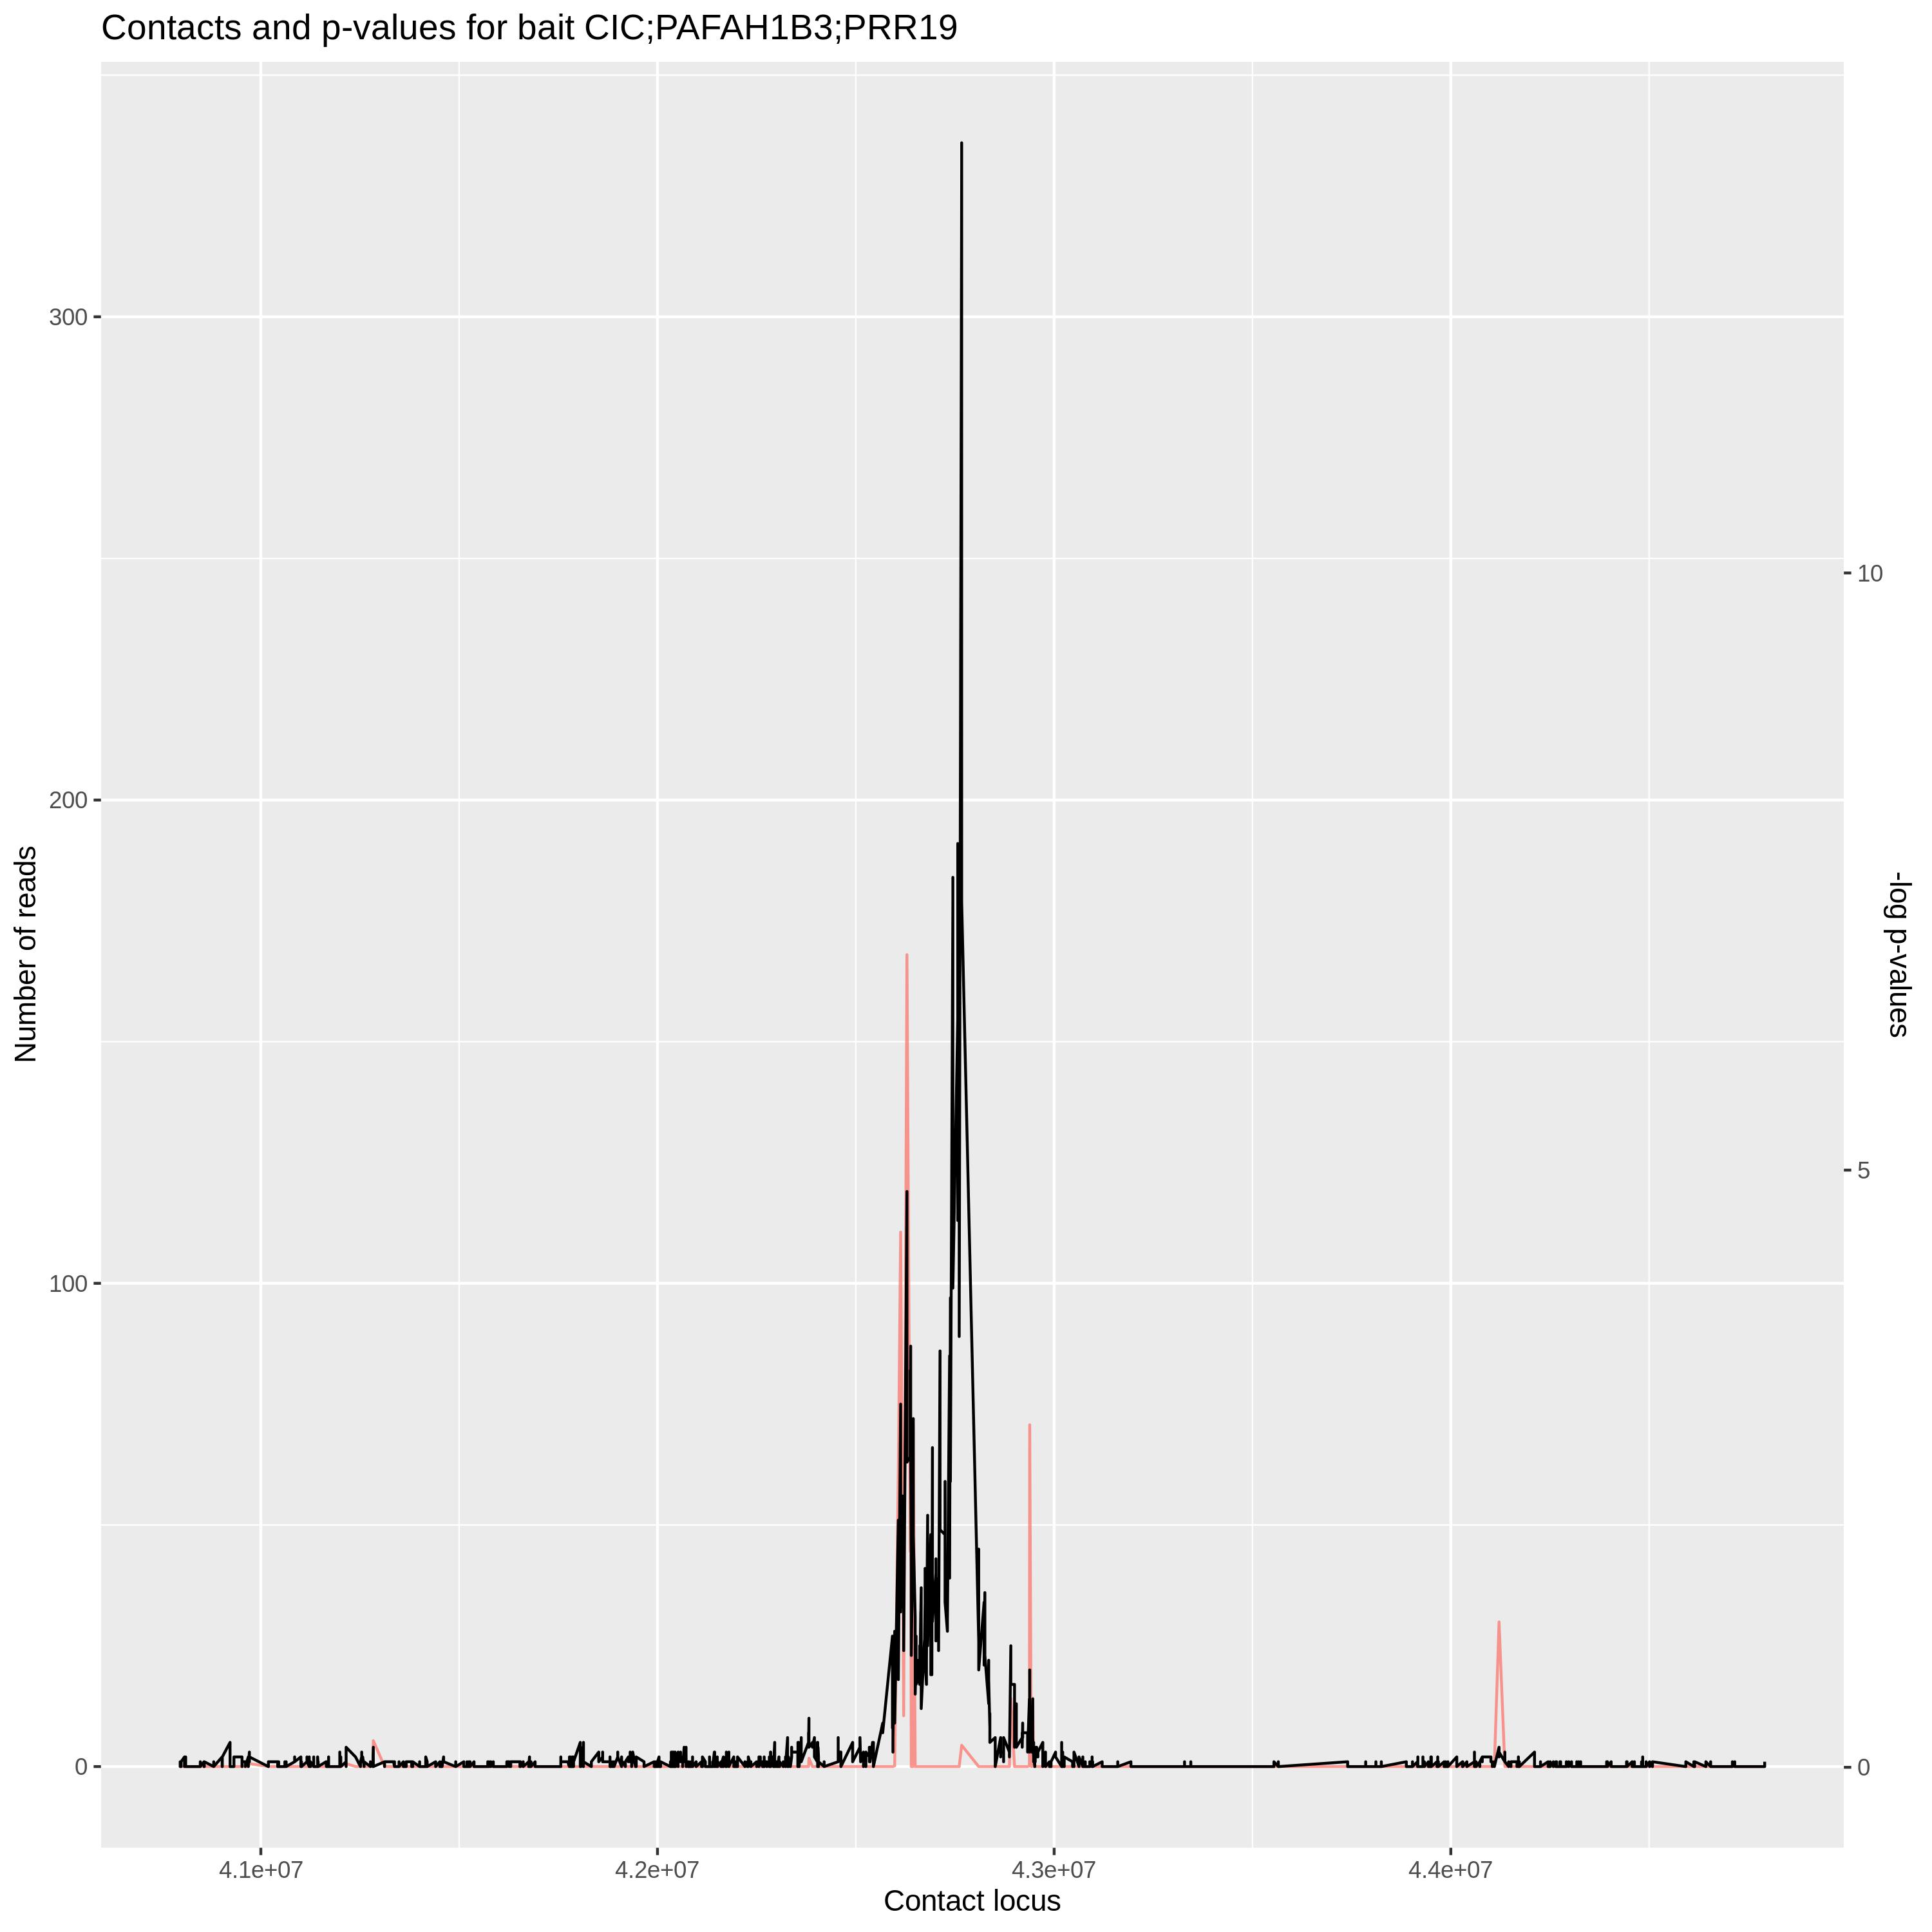 Contacts and p-values for bait CIC;PAFAH1B3;PRR19
300
200
100
0
Number of reads
10
5
0
-log p-values
4.1e+07 4.2e+07 4.3e+07 4.4e+07
Contact locus